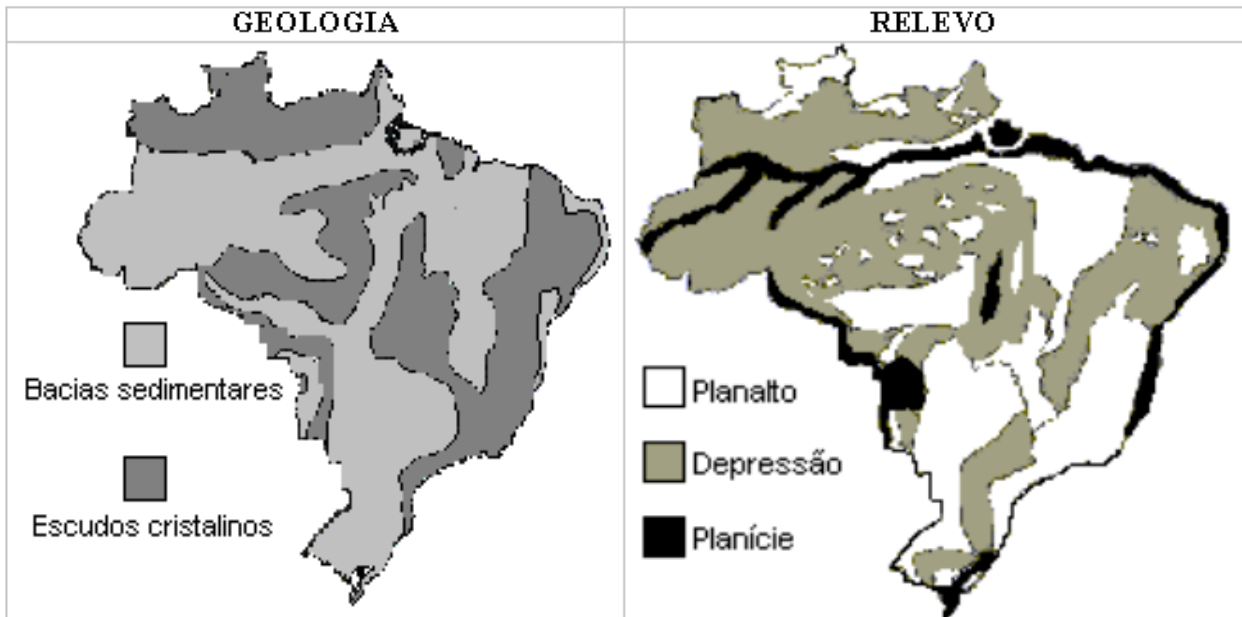 GEOLOGIA
RELEVO
Bacias sedimentares
Escudos cristalinos
Planalto
Depressão
Planície